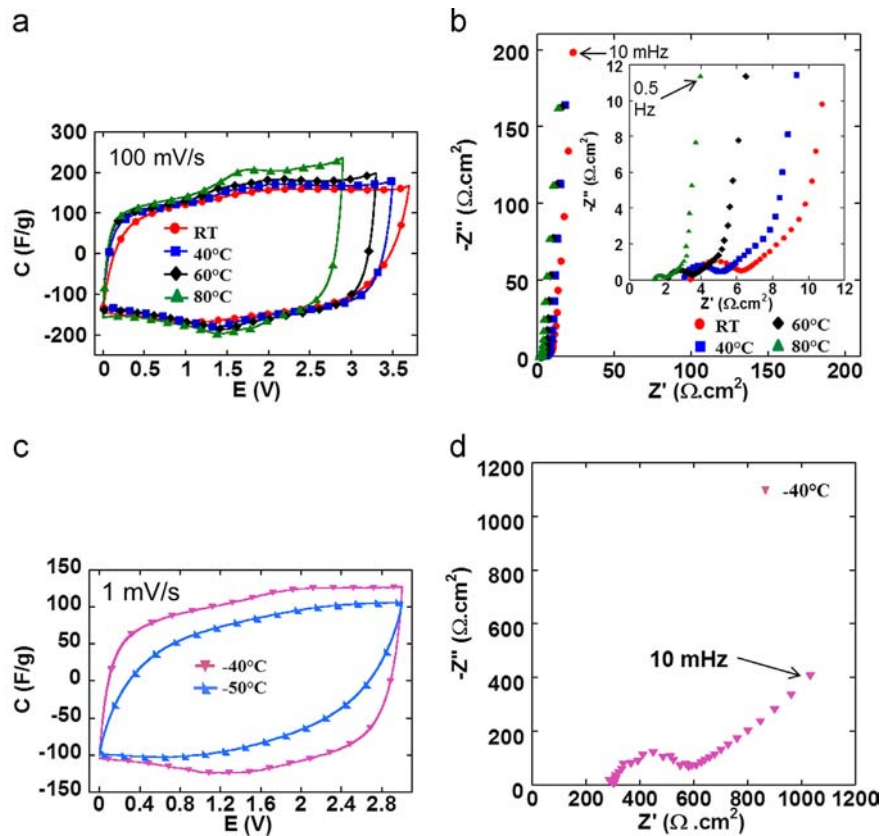 a
300
200
100
0
-100
-200
C (F/g)
100 mV/s
RT
40°C
60°C
80°C
0 0.5 1 1.5 2 2.5 3 3.5
E (V)
b
200
150
100
50
0
-Z" (Ω.cm²)
10 mHz
12
10
8
6
4
2
0
-Z" (Ω.cm²)
0.5
Hz
0 2 4 6 8 10 12
Z' (Ω.cm²)
RT 60°C
40°C 80°C
0 50 100 150 200
Z' (Ω.cm²)
c
150
100
50
0
-50
-100
-150
C (F/g)
1 mV/s
-40°C
-50°C
0 0.4 0.8 1.2 1.6 2 2.4 2.8
E (V)
d
1200
1000
800
600
400
200
0
-Z" (Ω.cm²)
-40°C
10 mHz
0 200 400 600 800 1000 1200
Z' (Ω.cm²)